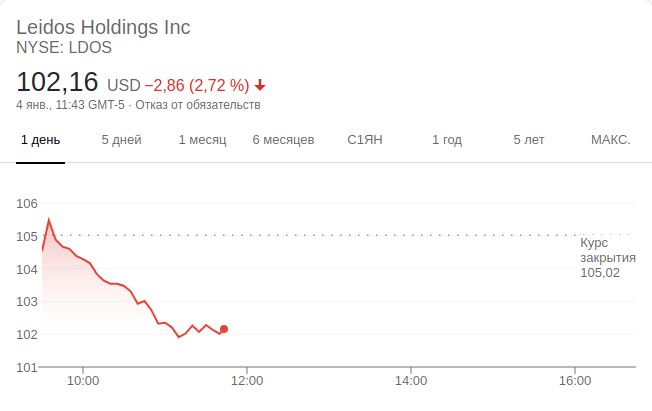 Leidos Holdings Inc
NYSE: LDOS
102,16 USD −2,86 (2,72 %)
4 янв., 11:43 GMT-5 · Отказ от обязательств
1 день 5 дней 1 месяц 6 месяцев С1ЯН 1 год 5 лет МАКС.
106
105
104
103
102
101
Курс
закрытия
105,02
10:00 12:00 14:00 16:00